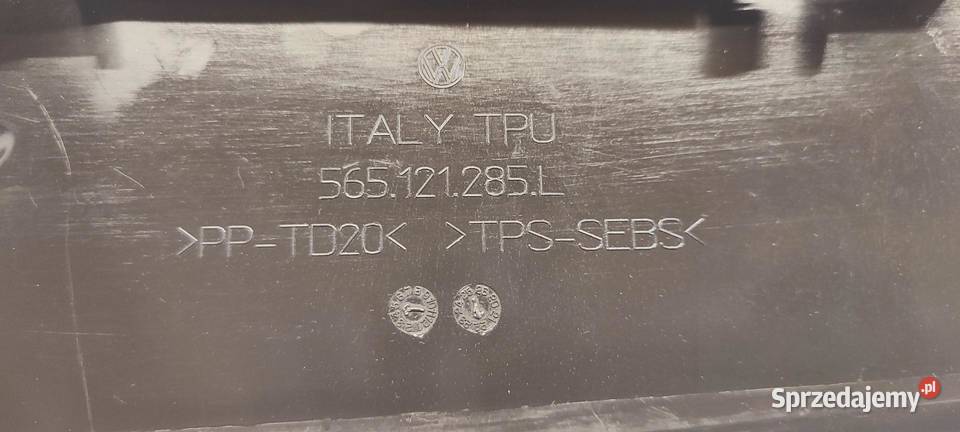 ITALY TPU
565.121.285.L
>PP-TD20< >TPS-SEBS<
Sprzedajemy.pl